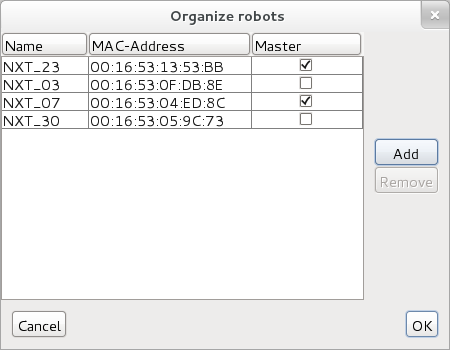 Organize robots
Name MAC-Address Master
NXT_23 00:16:53:13:53:BB
NXT_03 00:16:53:0F:DB:8E
NXT_07 00:16:53:04:ED:8C
NXT_30 00:16:53:05:9C:73
Add
Remove
Cancel OK